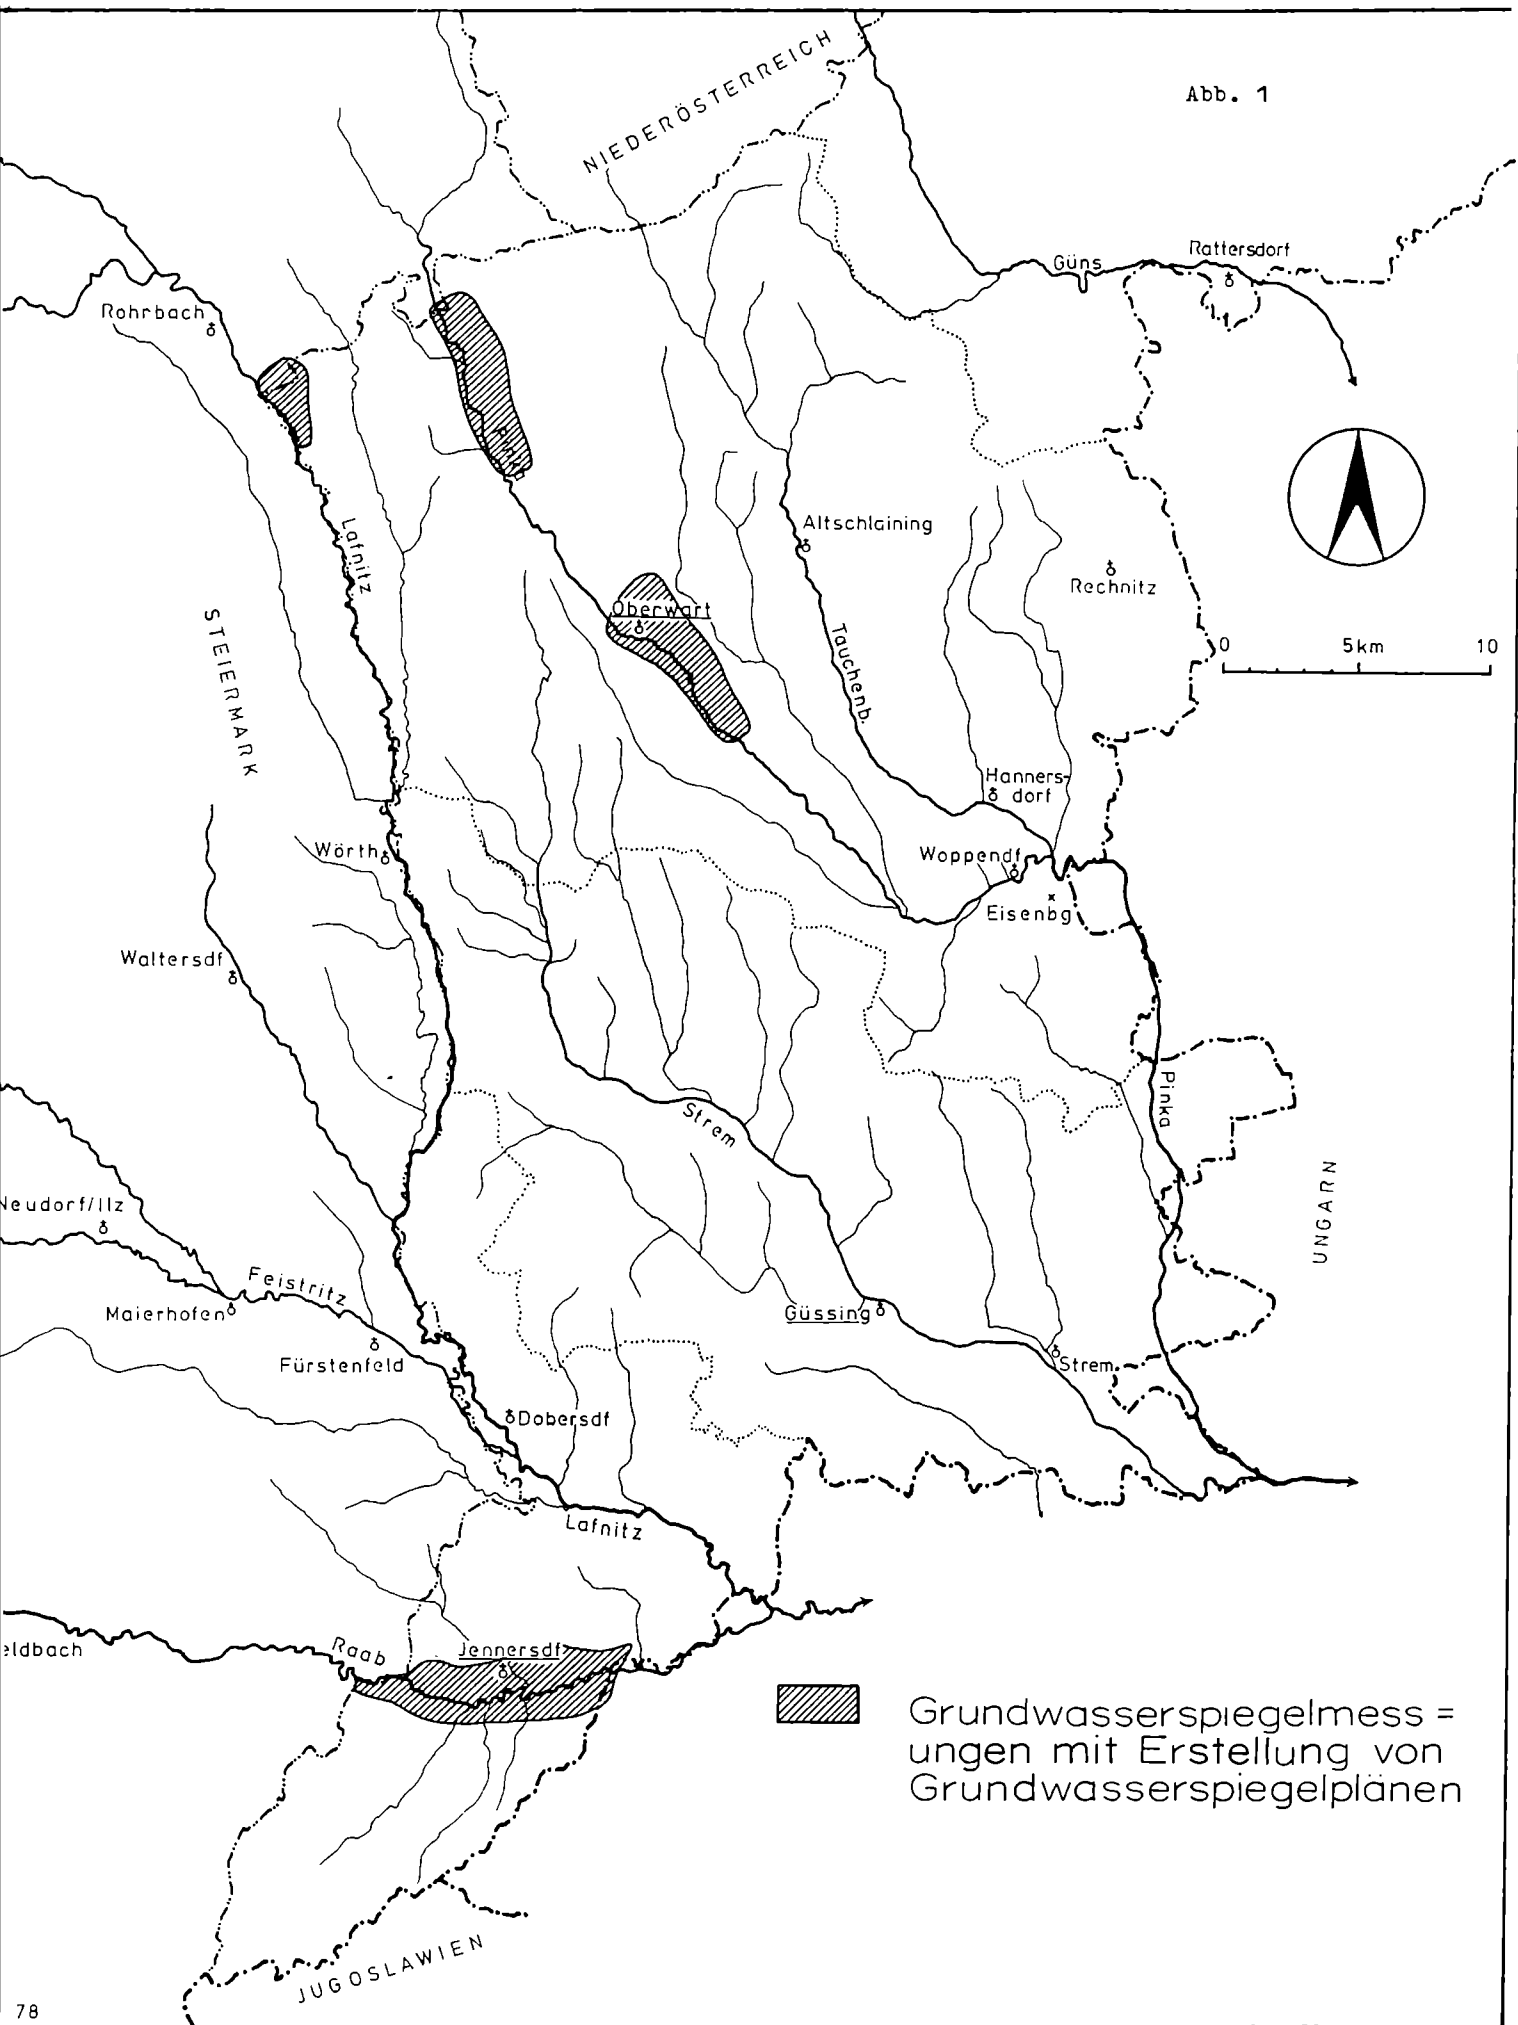 Abb. 1
NIEDERÖSTERREICH
Güns
Rattersdorf
Rohrbach
Pinka
Lafnitz
Altschlaining
Rechnitz
Oberwart
STEIERMARK
Tauchenb.
0 5km 10
Hanners-
dorf
Wörth
Woppendf
Eisenbg
Waltersdf
Strem
Pinka
UNGARN
Neudorf/Ilz
Feistritz
Maierhofen
Güssing
Fürstenfeld
Strem
Dobersdf
Lafnitz
eldbach
Raab
Jennersdf
Grundwasserspiegelmess =
ungen mit Erstellung von
Grundwasserspiegelplänen
JUGOSLAWIEN
78